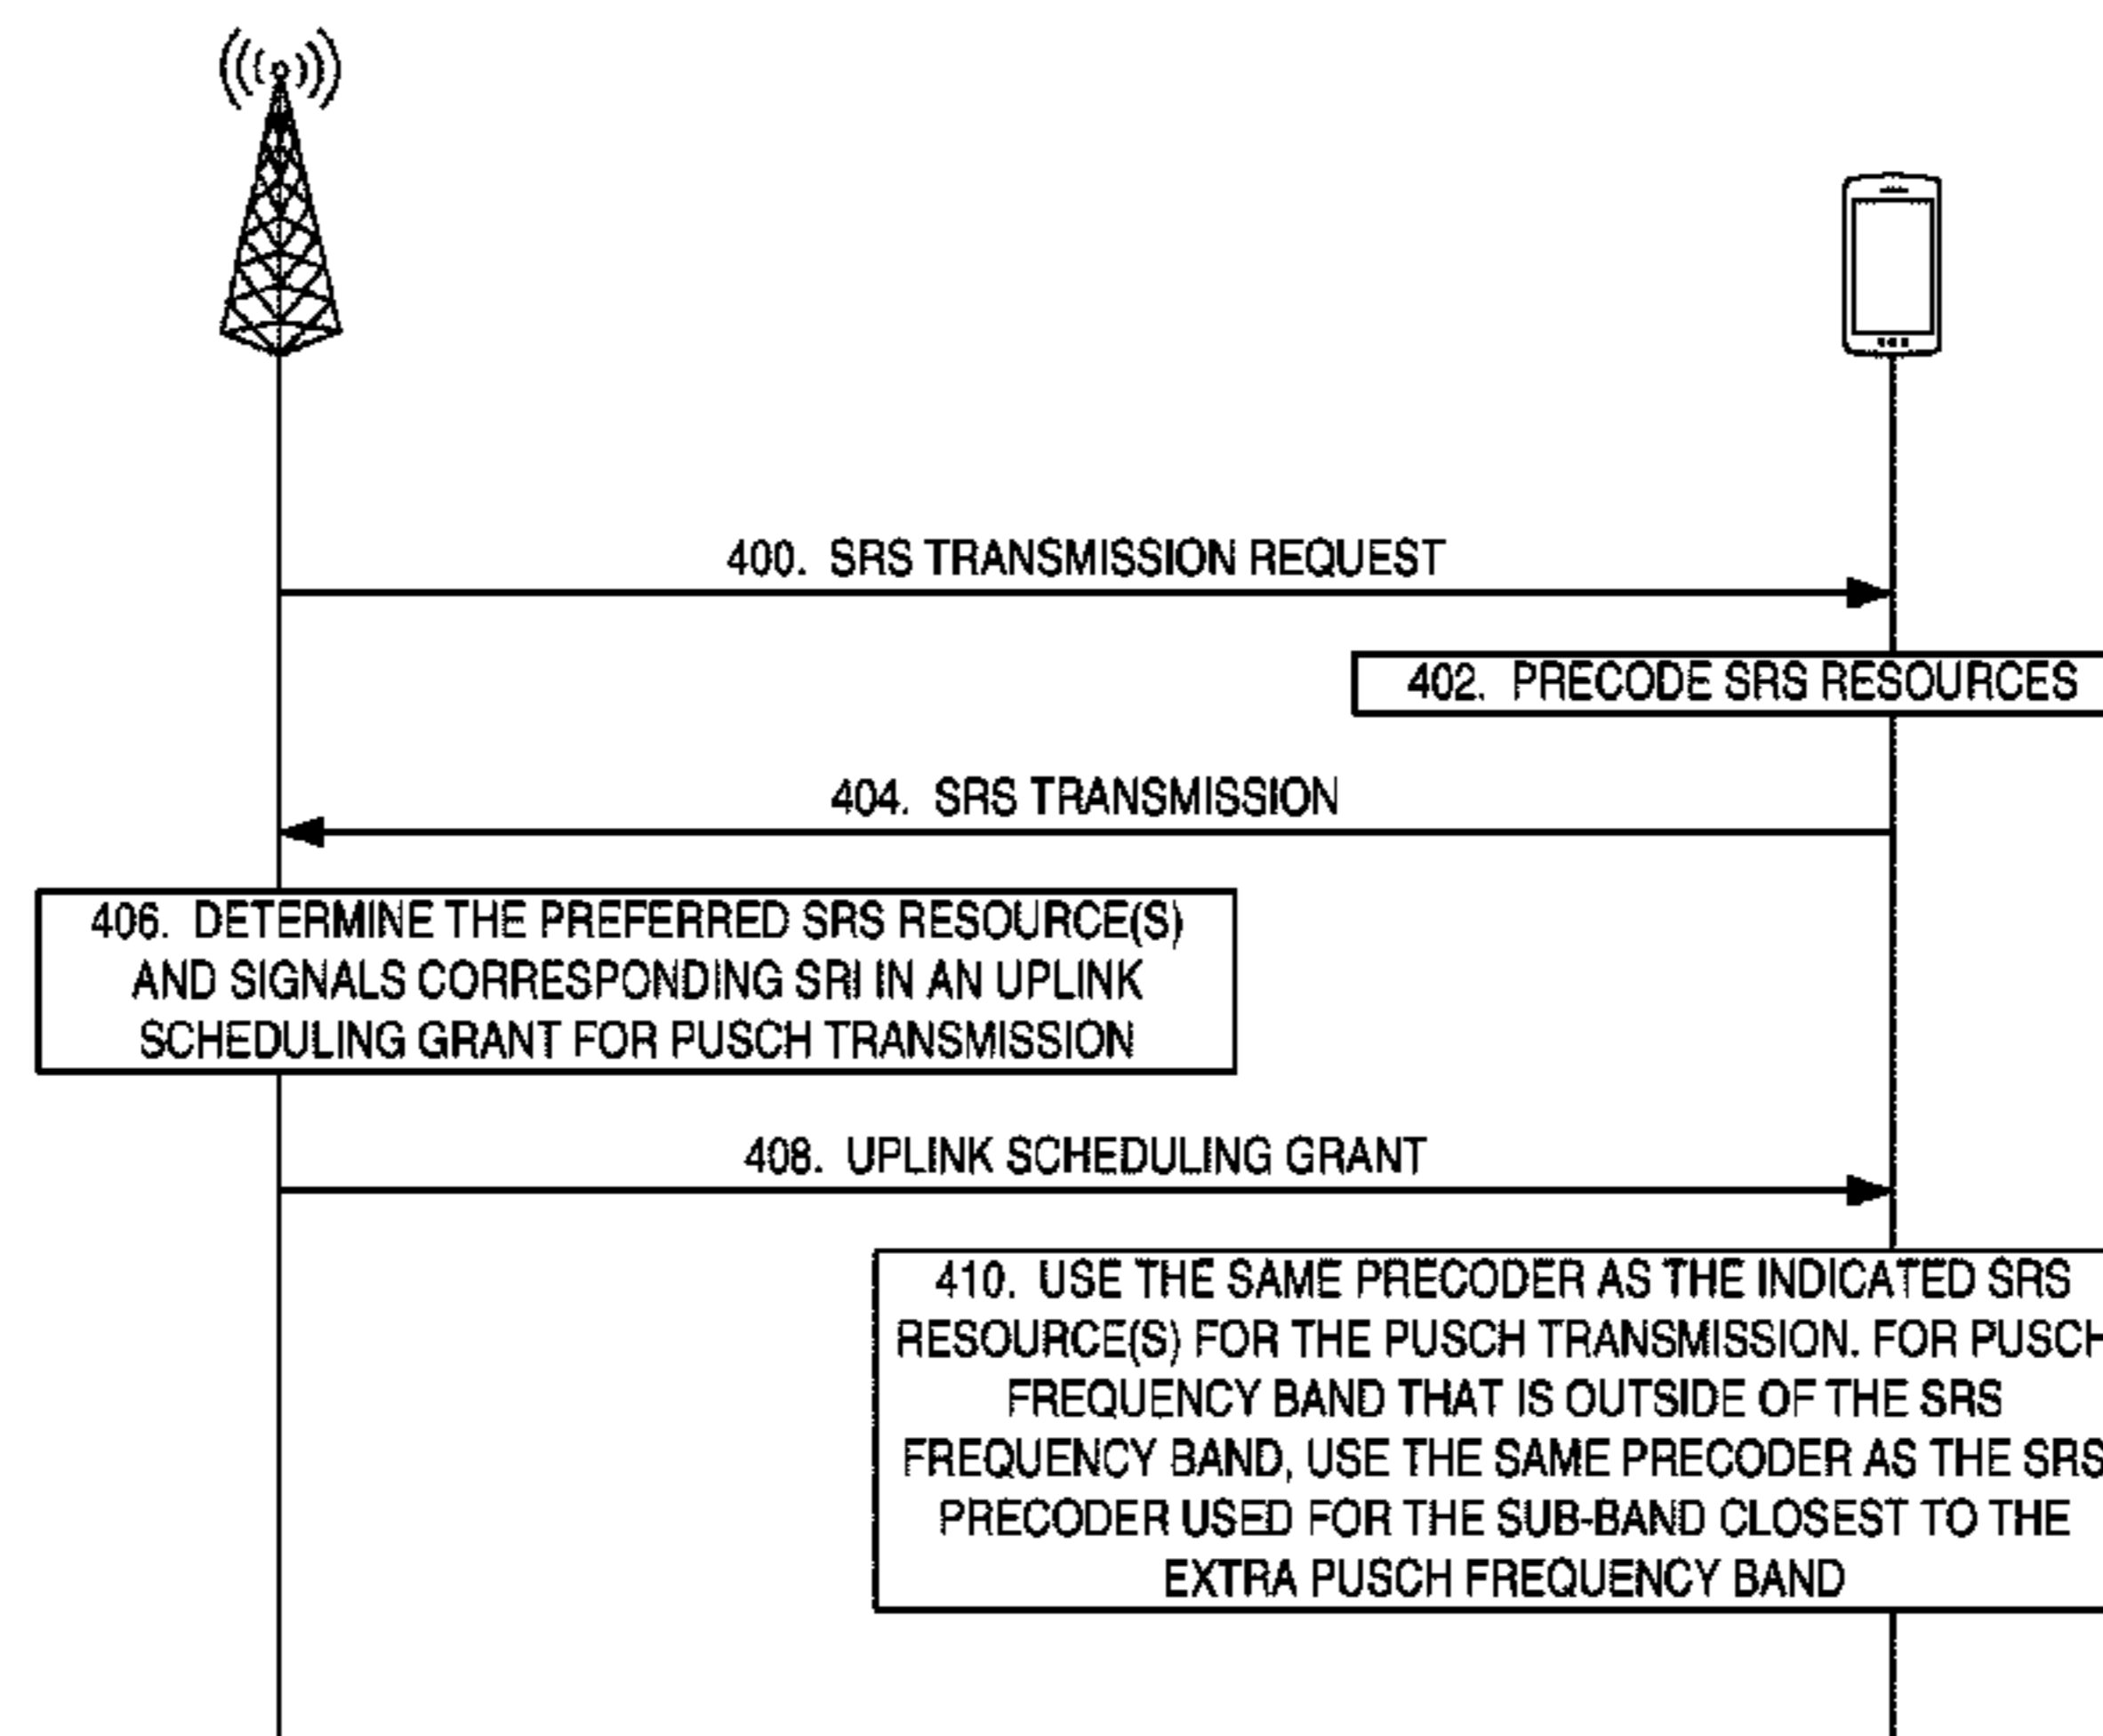 400. SRS TRANSMISSION REQUEST
402. PRECODE SRS RESOURCES
404. SRS TRANSMISSION
406. DETERMINE THE PREFERRED SRS RESOURCE(S)
AND SIGNALS CORRESPONDING SRI IN AN UPLINK
SCHEDULING GRANT FOR PUSCH TRANSMISSION
408. UPLINK SCHEDULING GRANT
410. USE THE SAME PRECODER AS THE INDICATED SRS
RESOURCE(S) FOR THE PUSCH TRANSMISSION. FOR PUSCH
FREQUENCY BAND THAT IS OUTSIDE OF THE SRS
FREQUENCY BAND, USE THE SAME PRECODER AS THE SRS
PRECODER USED FOR THE SUB-BAND CLOSEST TO THE
EXTRA PUSCH FREQUENCY BAND